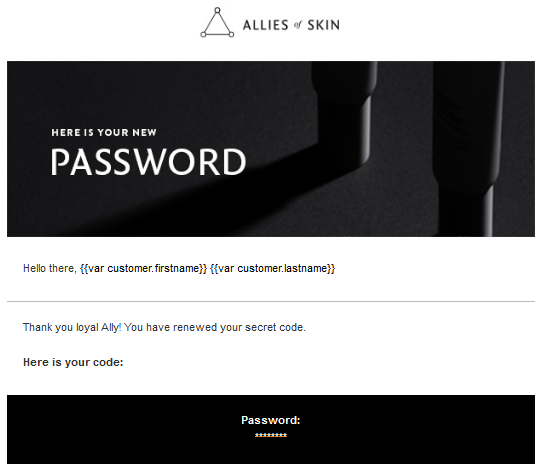 ALLIES of SKIN
HERE IS YOUR NEW
PASSWORD
Hello there, {{var customer.firstname}} {{var customer.lastname}}
Thank you loyal Ally! You have renewed your secret code.
Here is your code:
Password:
********